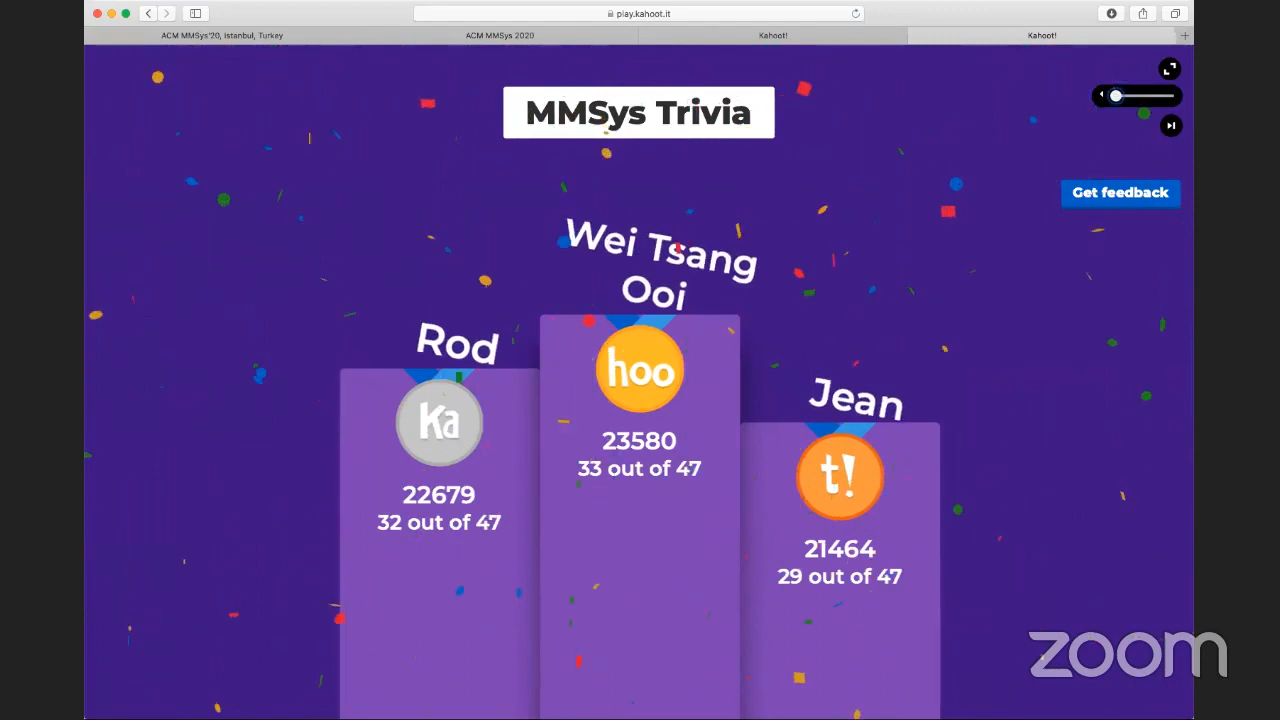 play.kahoot.it
ACM MMSys'20, Istanbul, Turkey
ACM MMSys 2020
Kahoot!
Kahoot!
MMSys Trivia
Get feedback
Wei Tsang
Ooi
Rod
Jean
hoo
Ka
t!
23580
33 out of 47
22679
32 out of 47
21464
29 out of 47
zoom